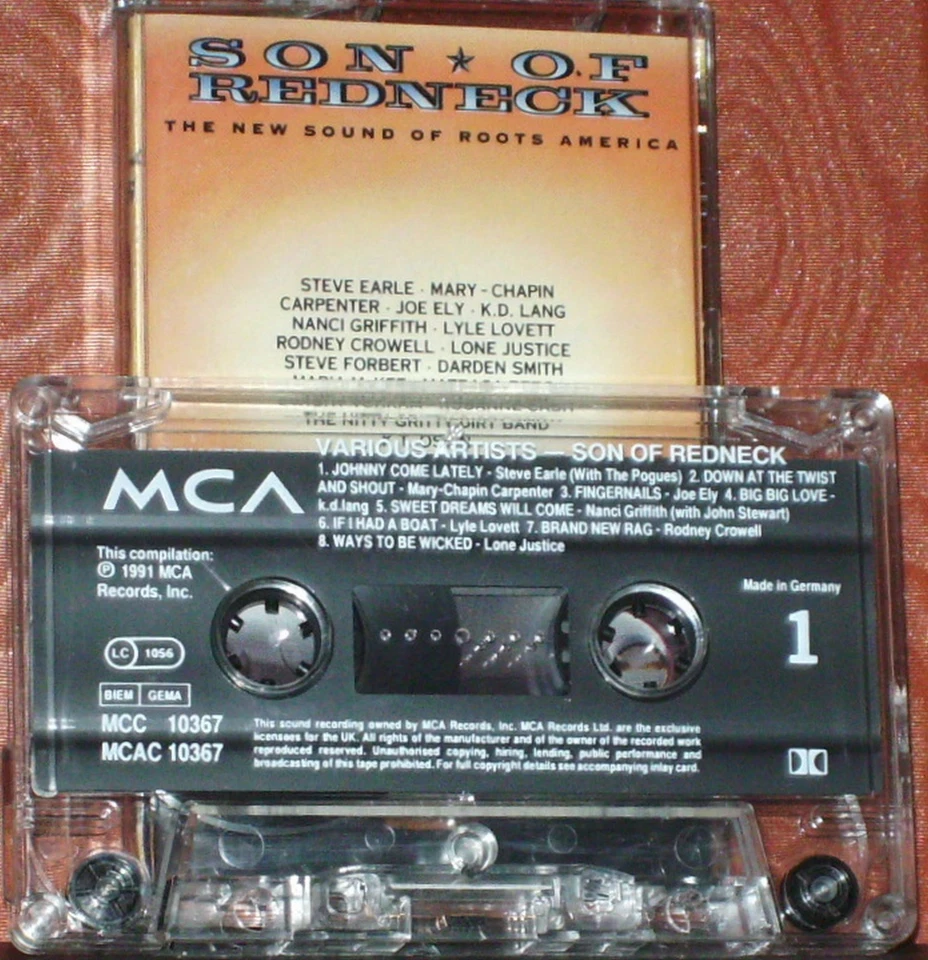 SON ★ OF
REDNECK
THE NEW SOUND OF ROOTS AMERICA
STEVE EARLE · MARY - CHAPIN
CARPENTER · JOE ELY · K.D. LANG
NANCI GRIFFITH · LYLE LOVETT
RODNEY CROWELL · LONE JUSTICE
STEVE FORBERT · DARDEN SMITH
THE NITTY GRITTY DIRT BAND
VARIOUS ARTISTS — SON OF REDNECK
MCA
1. JOHNNY COME LATELY - Steve Earle (With The Pogues) 2. DOWN AT THE TWIST
AND SHOUT - Mary-Chapin Carpenter 3. FINGERNAILS - Joe Ely 4. BIG BIG LOVE -
k.d.lang 5. SWEET DREAMS WILL COME - Nanci Griffith (with John Stewart)
6. IF I HAD A BOAT - Lyle Lovett 7. BRAND NEW RAG - Rodney Crowell
8. WAYS TO BE WICKED - Lone Justice
This compilation:
℗ 1991 MCA
Records, Inc.
Made in Germany
1
LC 1056
BIEM GEMA
MCC 10367
MCAC 10367
This sound recording owned by MCA Records, Inc. MCA Records Ltd. are the exclusive
licensees for the UK. All rights of the manufacturer and of the owner of the recorded work
reproduced reserved. Unauthorised copying, hiring, lending, public performance and
broadcasting of this tape prohibited. For full copyright details see accompanying inlay card.